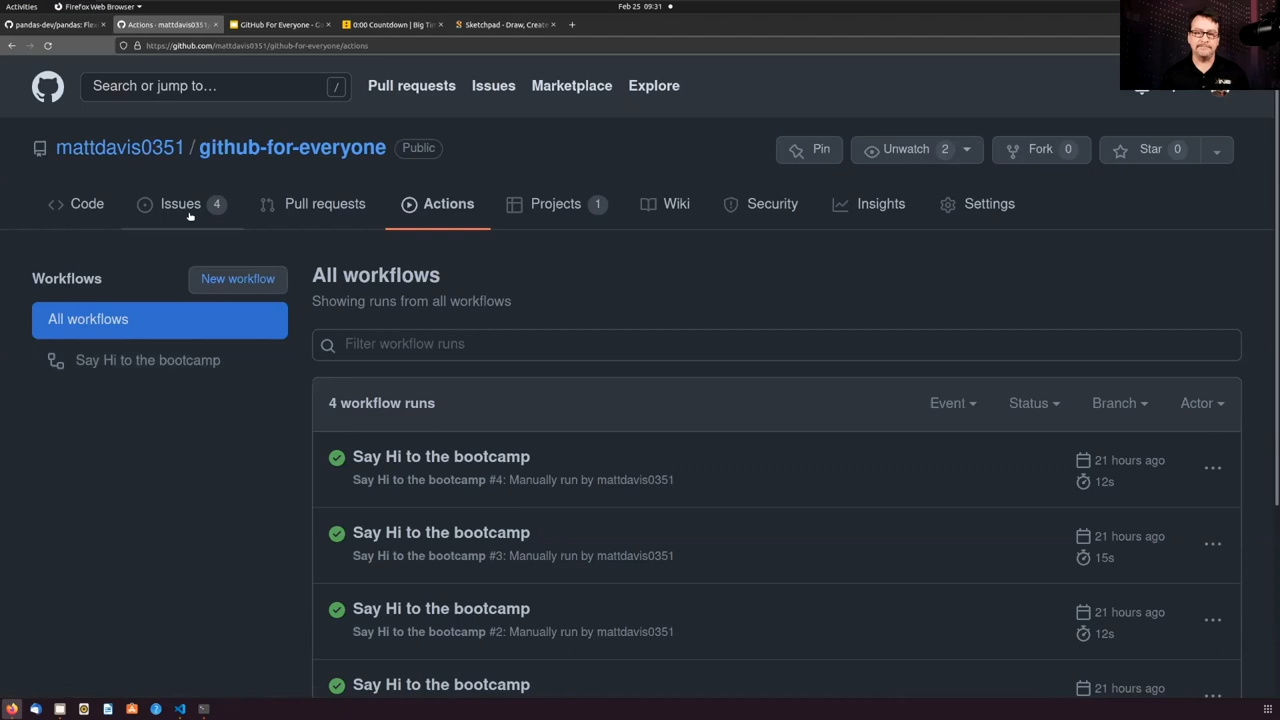 Activities
Firefox Web Browser
Feb 25 09:31
pandas-dev/pandas: Fle
Actions · mattdavis0351
GitHub For Everyone - G
0:00 Countdown | Big Ti
Sketchpad - Draw, Create
https://github.com/mattdavis0351/github-for-everyone/actions
Search or jump to…
/
Pull requests
Issues
Marketplace
Explore
mattdavis0351 / github-for-everyone
Public
Pin
Unwatch 2
Fork 0
Star 0
Code
Issues 4
Pull requests
Actions
Projects 1
Wiki
Security
Insights
Settings
Workflows
New workflow
All workflows
Say Hi to the bootcamp
All workflows
Showing runs from all workflows
Filter workflow runs
4 workflow runs
Event
Status
Branch
Actor
Say Hi to the bootcamp
Say Hi to the bootcamp #4: Manually run by mattdavis0351
21 hours ago
12s
Say Hi to the bootcamp
Say Hi to the bootcamp #3: Manually run by mattdavis0351
21 hours ago
15s
Say Hi to the bootcamp
Say Hi to the bootcamp #2: Manually run by mattdavis0351
21 hours ago
12s
Say Hi to the bootcamp
21 hours ago